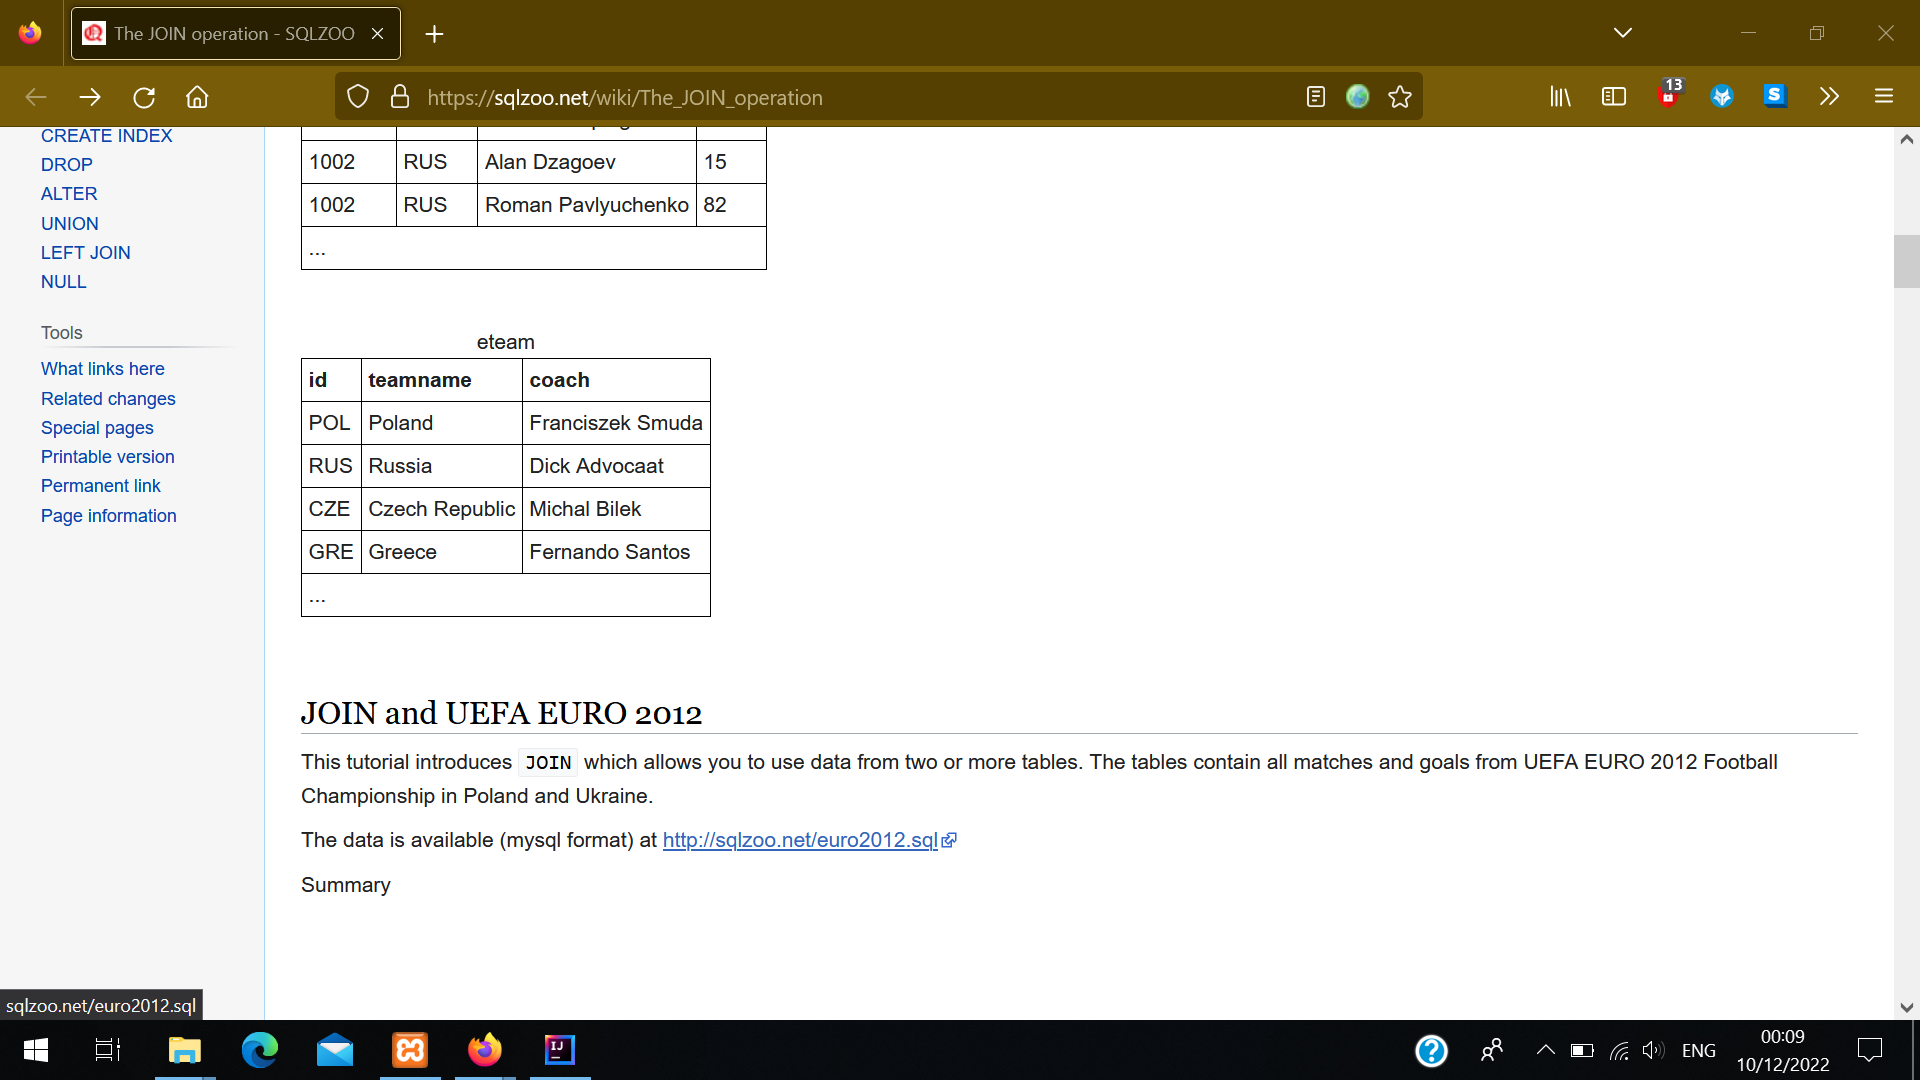 The JOIN operation - SQLZOO
https://sqlzoo.net/wiki/The_JOIN_operation
13
S
CREATE INDEX
DROP
ALTER
UNION
LEFT JOIN
NULL
Tools
What links here
Related changes
Special pages
Printable version
Permanent link
Page information
1002 RUS Alan Dzagoev 15
1002 RUS Roman Pavlyuchenko 82
...
eteam
id teamname coach
POL Poland Franciszek Smuda
RUS Russia Dick Advocaat
CZE Czech Republic Michal Bilek
GRE Greece Fernando Santos
...
JOIN and UEFA EURO 2012
This tutorial introduces JOIN which allows you to use data from two or more tables. The tables contain all matches and goals from UEFA EURO 2012 Football
Championship in Poland and Ukraine.
The data is available (mysql format) at http://sqlzoo.net/euro2012.sql
Summary
sqlzoo.net/euro2012.sql
IJ
?
ENG
00:09
10/12/2022